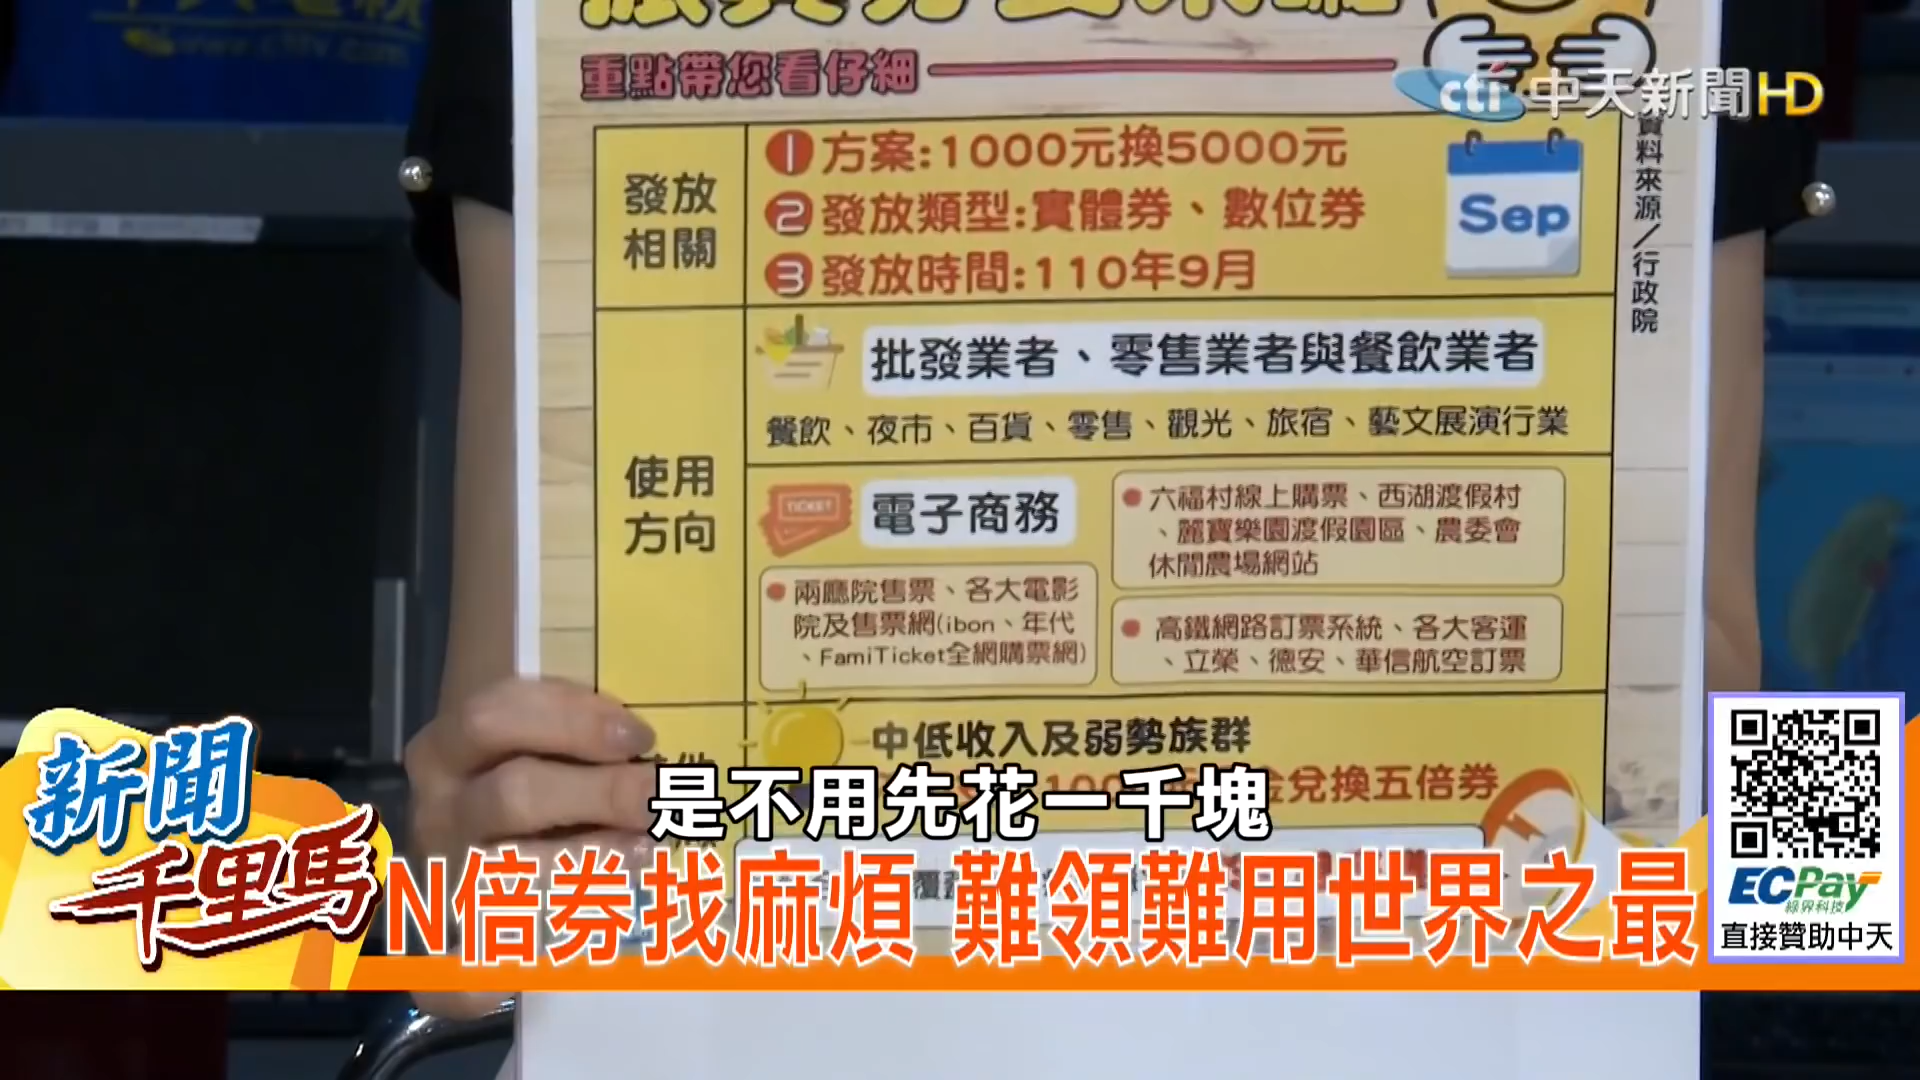 重點帶您看仔細
cti 中天新聞HD
資料來源／行政院
發放
相關
1 方案:1000元換5000元
2 發放類型:實體券、數位券
3 發放時間:110年9月
Sep
使用
方向
批發業者、零售業者與餐飲業者
餐飲、夜市、百貨、零售、觀光、旅宿、藝文展演行業
TICKET
電子商務
六福村線上購票、西湖渡假村
、麗寶樂園渡假園區、農委會
休閒農場網站
兩廳院售票、各大電影
院及售票網(ibon、年代
、FamiTicket全網購票網)
高鐵網路訂票系統、各大客運
、立榮、德安、華信航空訂票
中低收入及弱勢族群
金兌換五倍券
是不用先花一千塊
新聞
千里馬
N倍券找麻煩 難領難用世界之最
ECPay
綠界科技
直接贊助中天